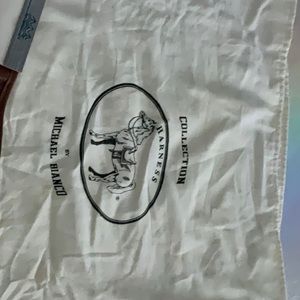 COLLECTION
HARNESS
®
BY
MICHAEL BIANCO